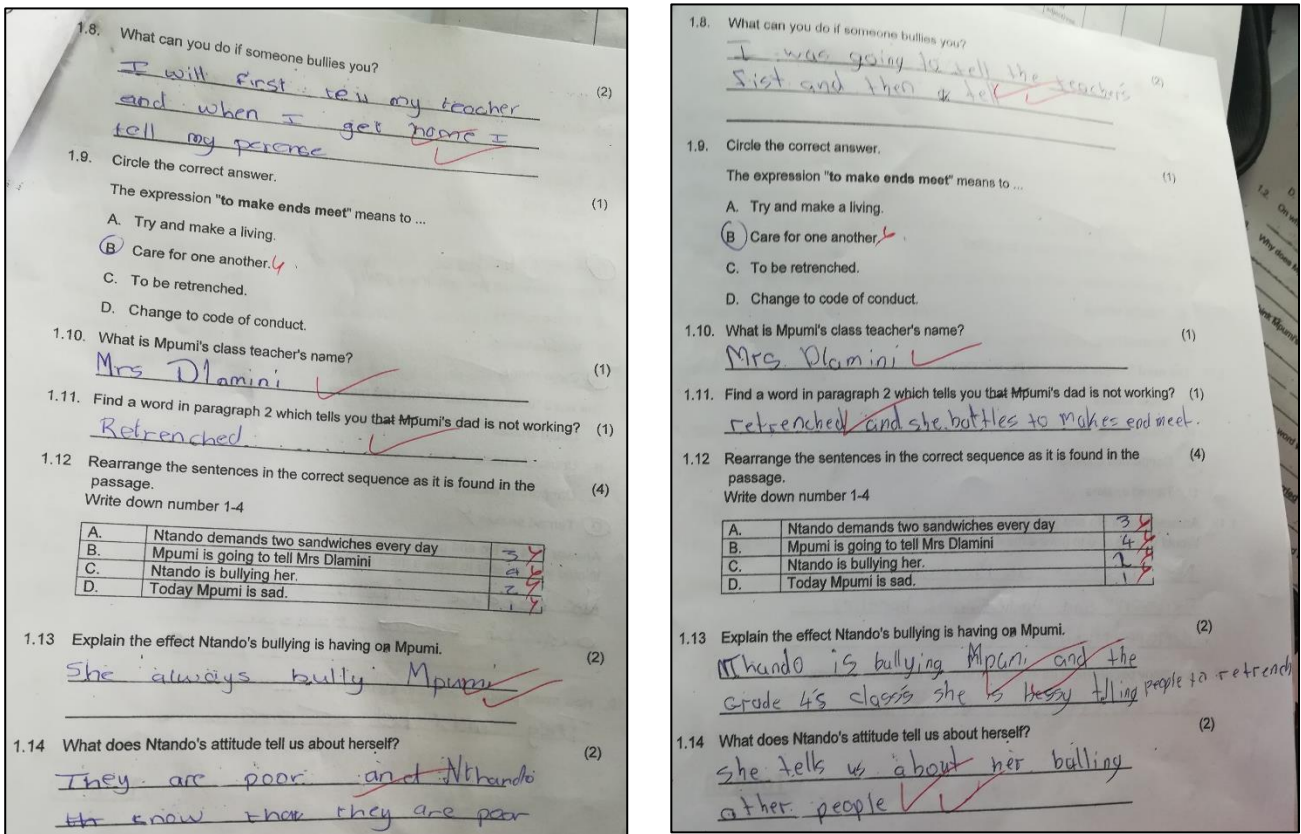 1.8. What can you do if someone bullies you?
I will first tell my teacher (2)
and when I get home I
tell my perense
1.9. Circle the correct answer.
The expression "to make ends meet" means to ... (1)
A. Try and make a living.
B Care for one another.
C. To be retrenched.
D. Change to code of conduct.
1.10. What is Mpumi's class teacher's name? (1)
Mrs Dlamini
1.11. Find a word in paragraph 2 which tells you that Mpumi's dad is not working? (1)
Retrenched
1.12 Rearrange the sentences in the correct sequence as it is found in the (4)
passage.
Write down number 1-4
A. Ntando demands two sandwiches every day 3
B. Mpumi is going to tell Mrs Dlamini 4
C. Ntando is bullying her. 2
D. Today Mpumi is sad. 1
1.13 Explain the effect Ntando's bullying is having on Mpumi. (2)
She always bully Mpumi
1.14 What does Ntando's attitude tell us about herself? (2)
They are poor and Nthando
know that they are poor
1.8. What can you do if someone bullies you?
I was going to tell the teachers (2)
fist and then tell
1.9. Circle the correct answer.
The expression "to make ends meet" means to ... (1)
A. Try and make a living.
B Care for one another
C. To be retrenched.
D. Change to code of conduct.
1.10. What is Mpumi's class teacher's name? (1)
Mrs Dlamini
1.11. Find a word in paragraph 2 which tells you that Mpumi's dad is not working? (1)
retrenched and she battles to makes end meet.
1.12 Rearrange the sentences in the correct sequence as it is found in the (4)
passage.
Write down number 1-4
A. Ntando demands two sandwiches every day 3
B. Mpumi is going to tell Mrs Dlamini 4
C. Ntando is bullying her. 2
D. Today Mpumi is sad. 1
1.13 Explain the effect Ntando's bullying is having on Mpumi. (2)
Nthando is bullying Mpuni and the
Grade 4's class's she is telling people to retrench
1.14 What does Ntando's attitude tell us about herself? (2)
she tells us about her bulling
other people
1.2. On
Why does